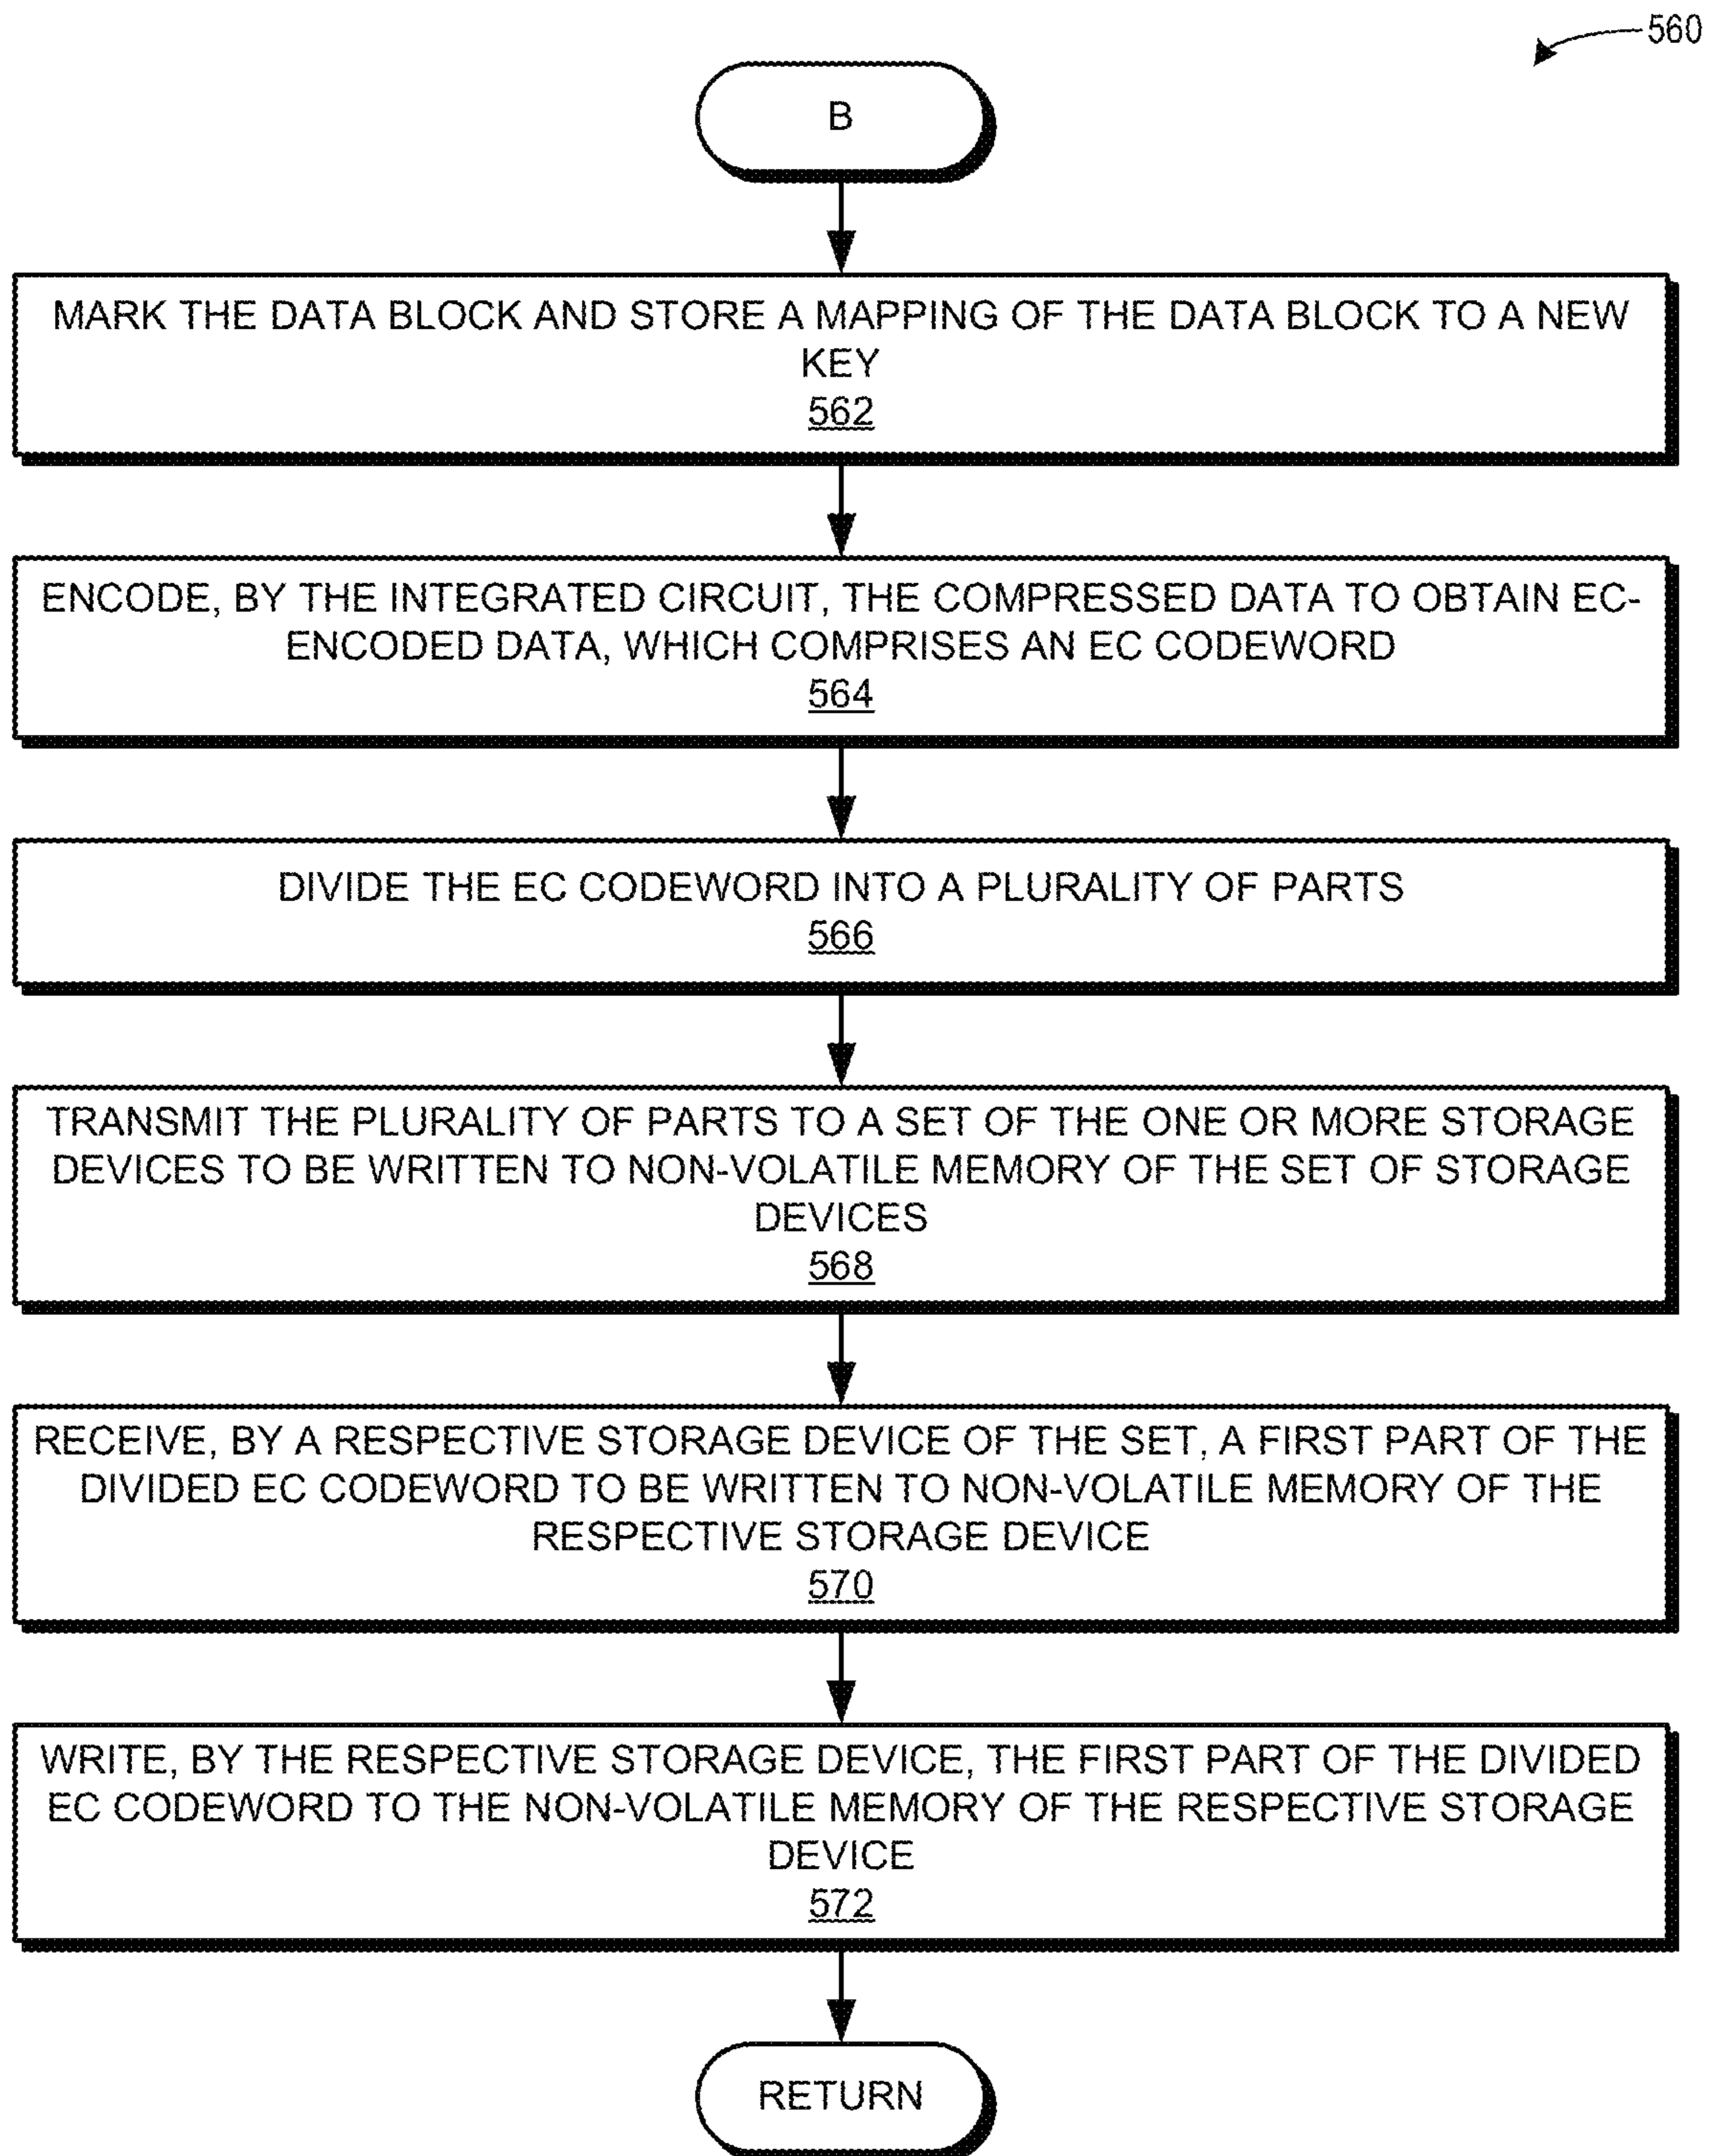 560
B
MARK THE DATA BLOCK AND STORE A MAPPING OF THE DATA BLOCK TO A NEW
KEY
562
ENCODE, BY THE INTEGRATED CIRCUIT, THE COMPRESSED DATA TO OBTAIN EC-
ENCODED DATA, WHICH COMPRISES AN EC CODEWORD
564
DIVIDE THE EC CODEWORD INTO A PLURALITY OF PARTS
566
TRANSMIT THE PLURALITY OF PARTS TO A SET OF THE ONE OR MORE STORAGE
DEVICES TO BE WRITTEN TO NON-VOLATILE MEMORY OF THE SET OF STORAGE
DEVICES
568
RECEIVE, BY A RESPECTIVE STORAGE DEVICE OF THE SET, A FIRST PART OF THE
DIVIDED EC CODEWORD TO BE WRITTEN TO NON-VOLATILE MEMORY OF THE
RESPECTIVE STORAGE DEVICE
570
WRITE, BY THE RESPECTIVE STORAGE DEVICE, THE FIRST PART OF THE DIVIDED
EC CODEWORD TO THE NON-VOLATILE MEMORY OF THE RESPECTIVE STORAGE
DEVICE
572
RETURN